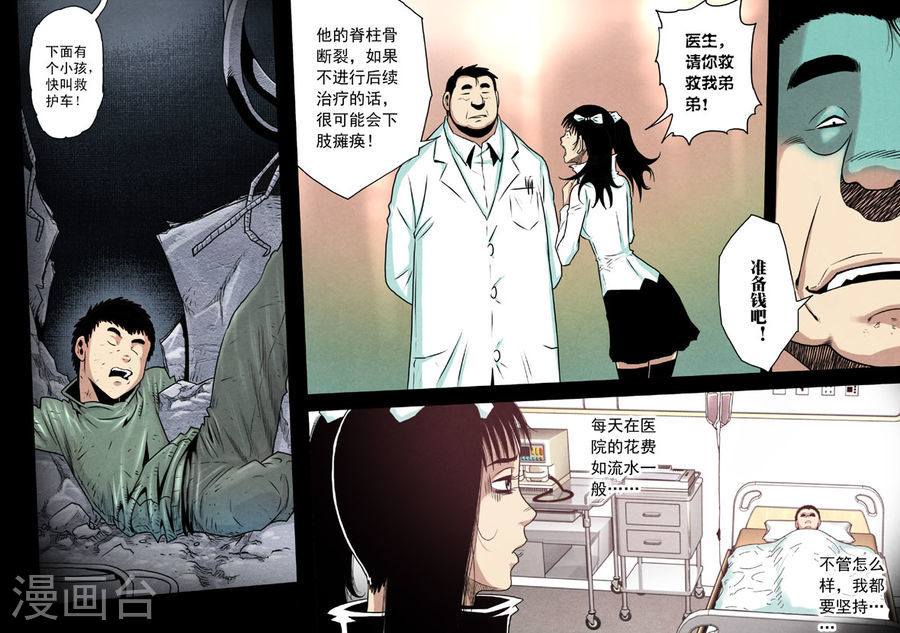 下面有
个小孩，
快叫救
护车！
他的脊柱骨
断裂，如果
不进行后续
治疗的话，
很可能会下
肢瘫痪！
医生，
请你救
救我弟
弟！
准备钱吧！
每天在医
院的花费
如流水一
般……
不管怎么
样，我都
要坚持…
…
漫画台